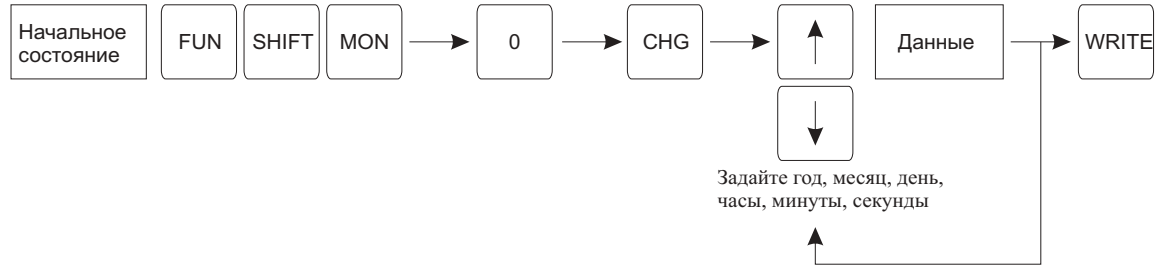 Начальное
состояние
FUN
SHIFT
MON
0
CHG
Данные
WRITE
Задайте год, месяц, день,
часы, минуты, секунды